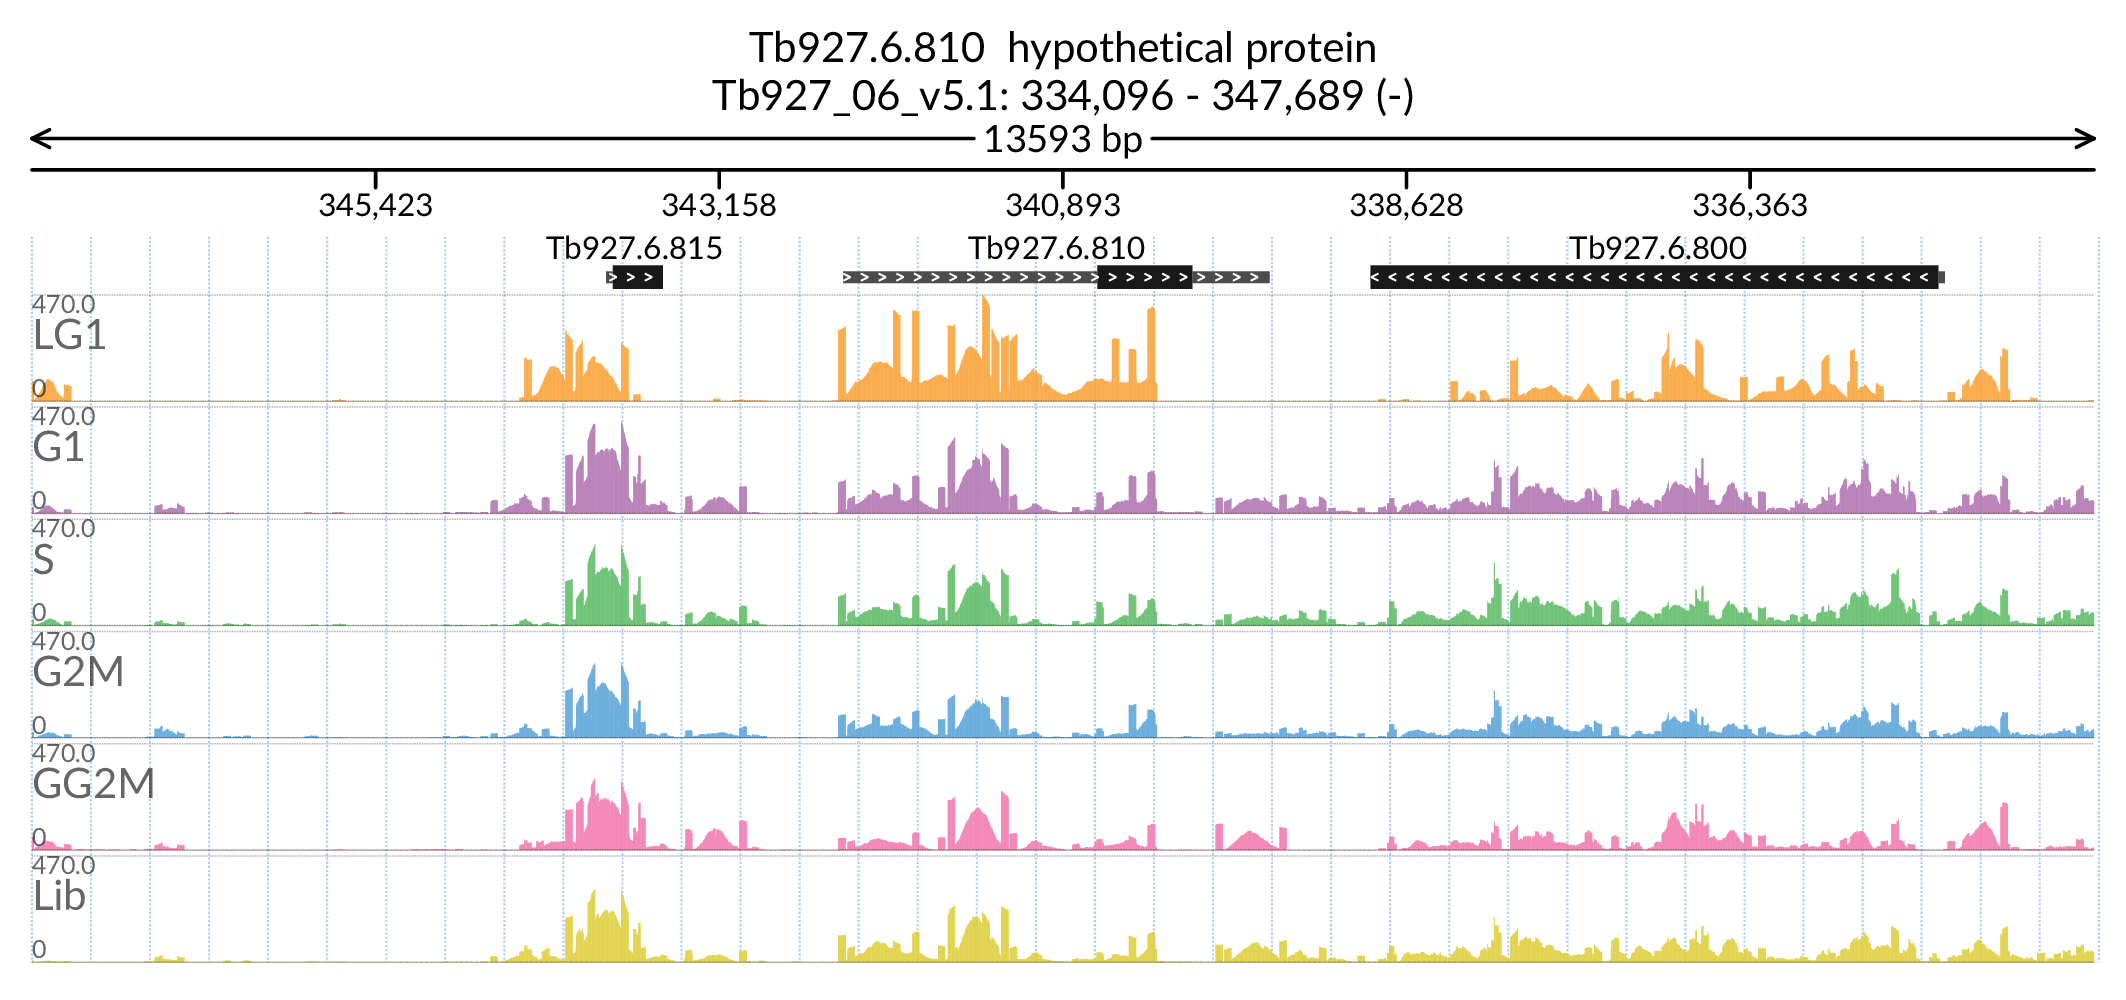 Tb927.6.810 hypothetical protein
Tb927_06_v5.1: 334,096 - 347,689 (-)
13593 bp
345,423 343,158 340,893 338,628 336,363
Tb927.6.815 Tb927.6.810 Tb927.6.800
470.0
LG1
0
470.0
G1
0
470.0
S
0
470.0
G2M
0
470.0
GG2M
0
470.0
Lib
0